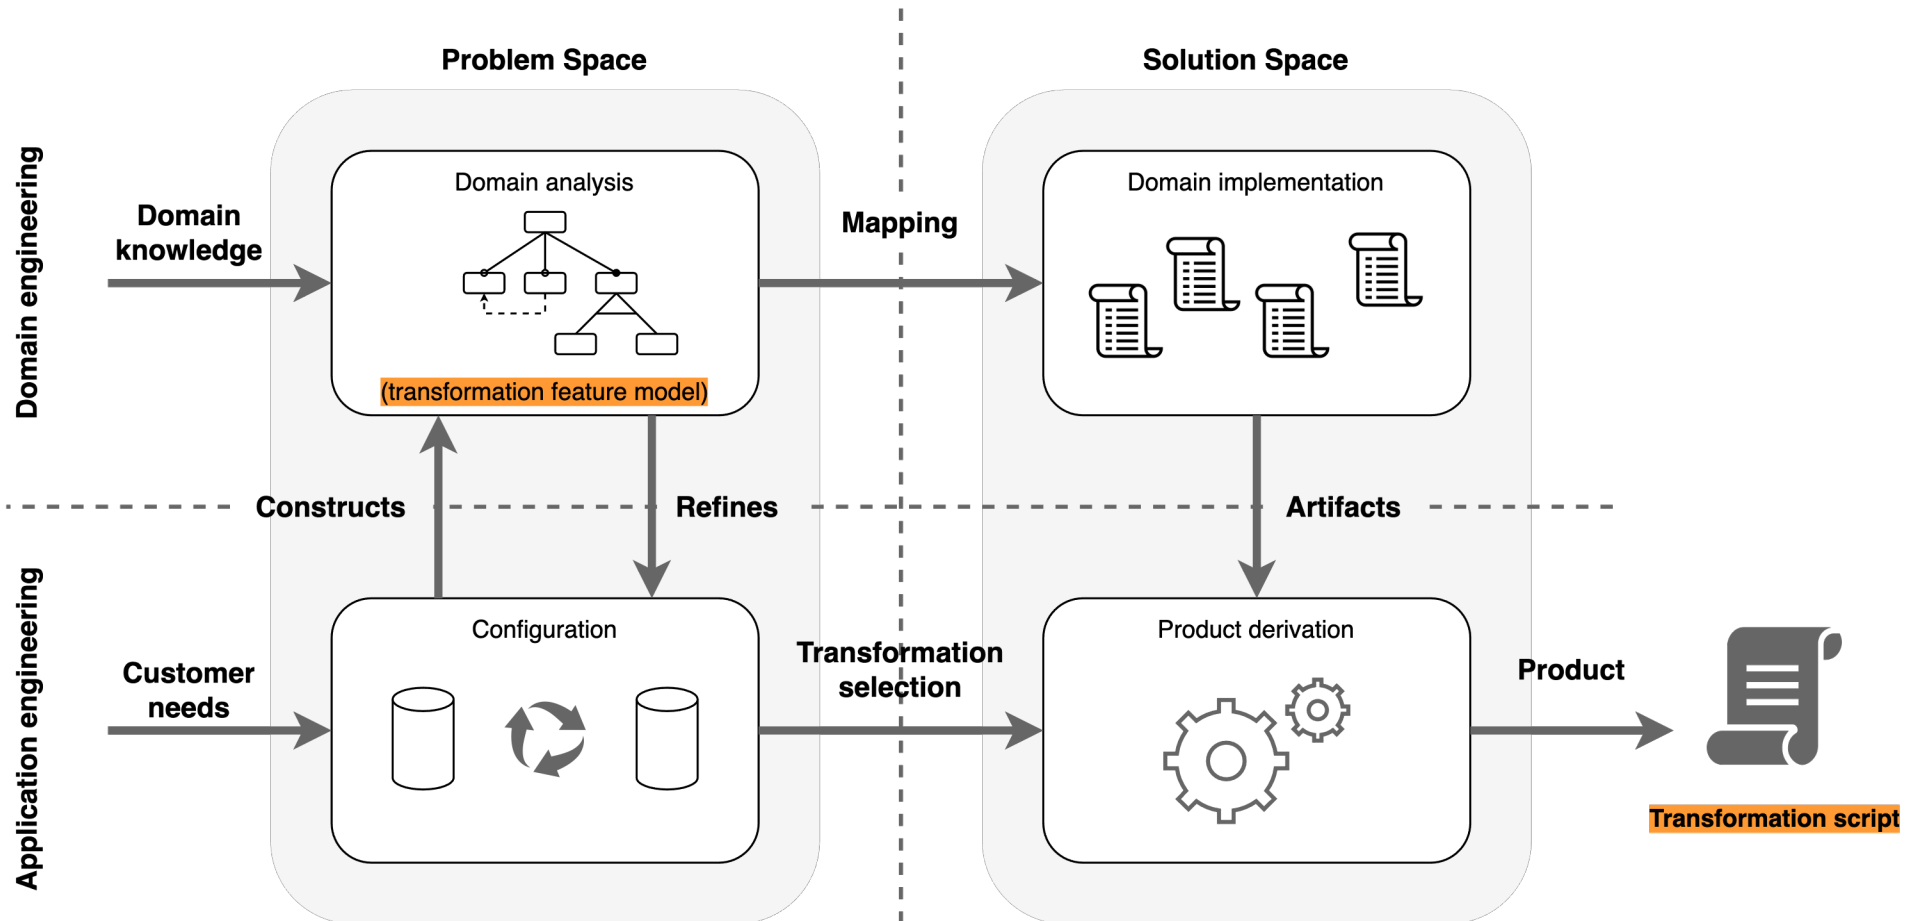 Problem Space
Solution Space
Domain engineering
Domain analysis
Domain implementation
Domain
knowledge
Mapping
(transformation feature model)
Constructs
Refines
Artifacts
Application engineering
Configuration
Product derivation
Customer
needs
Transformation
selection
Product
Transformation script